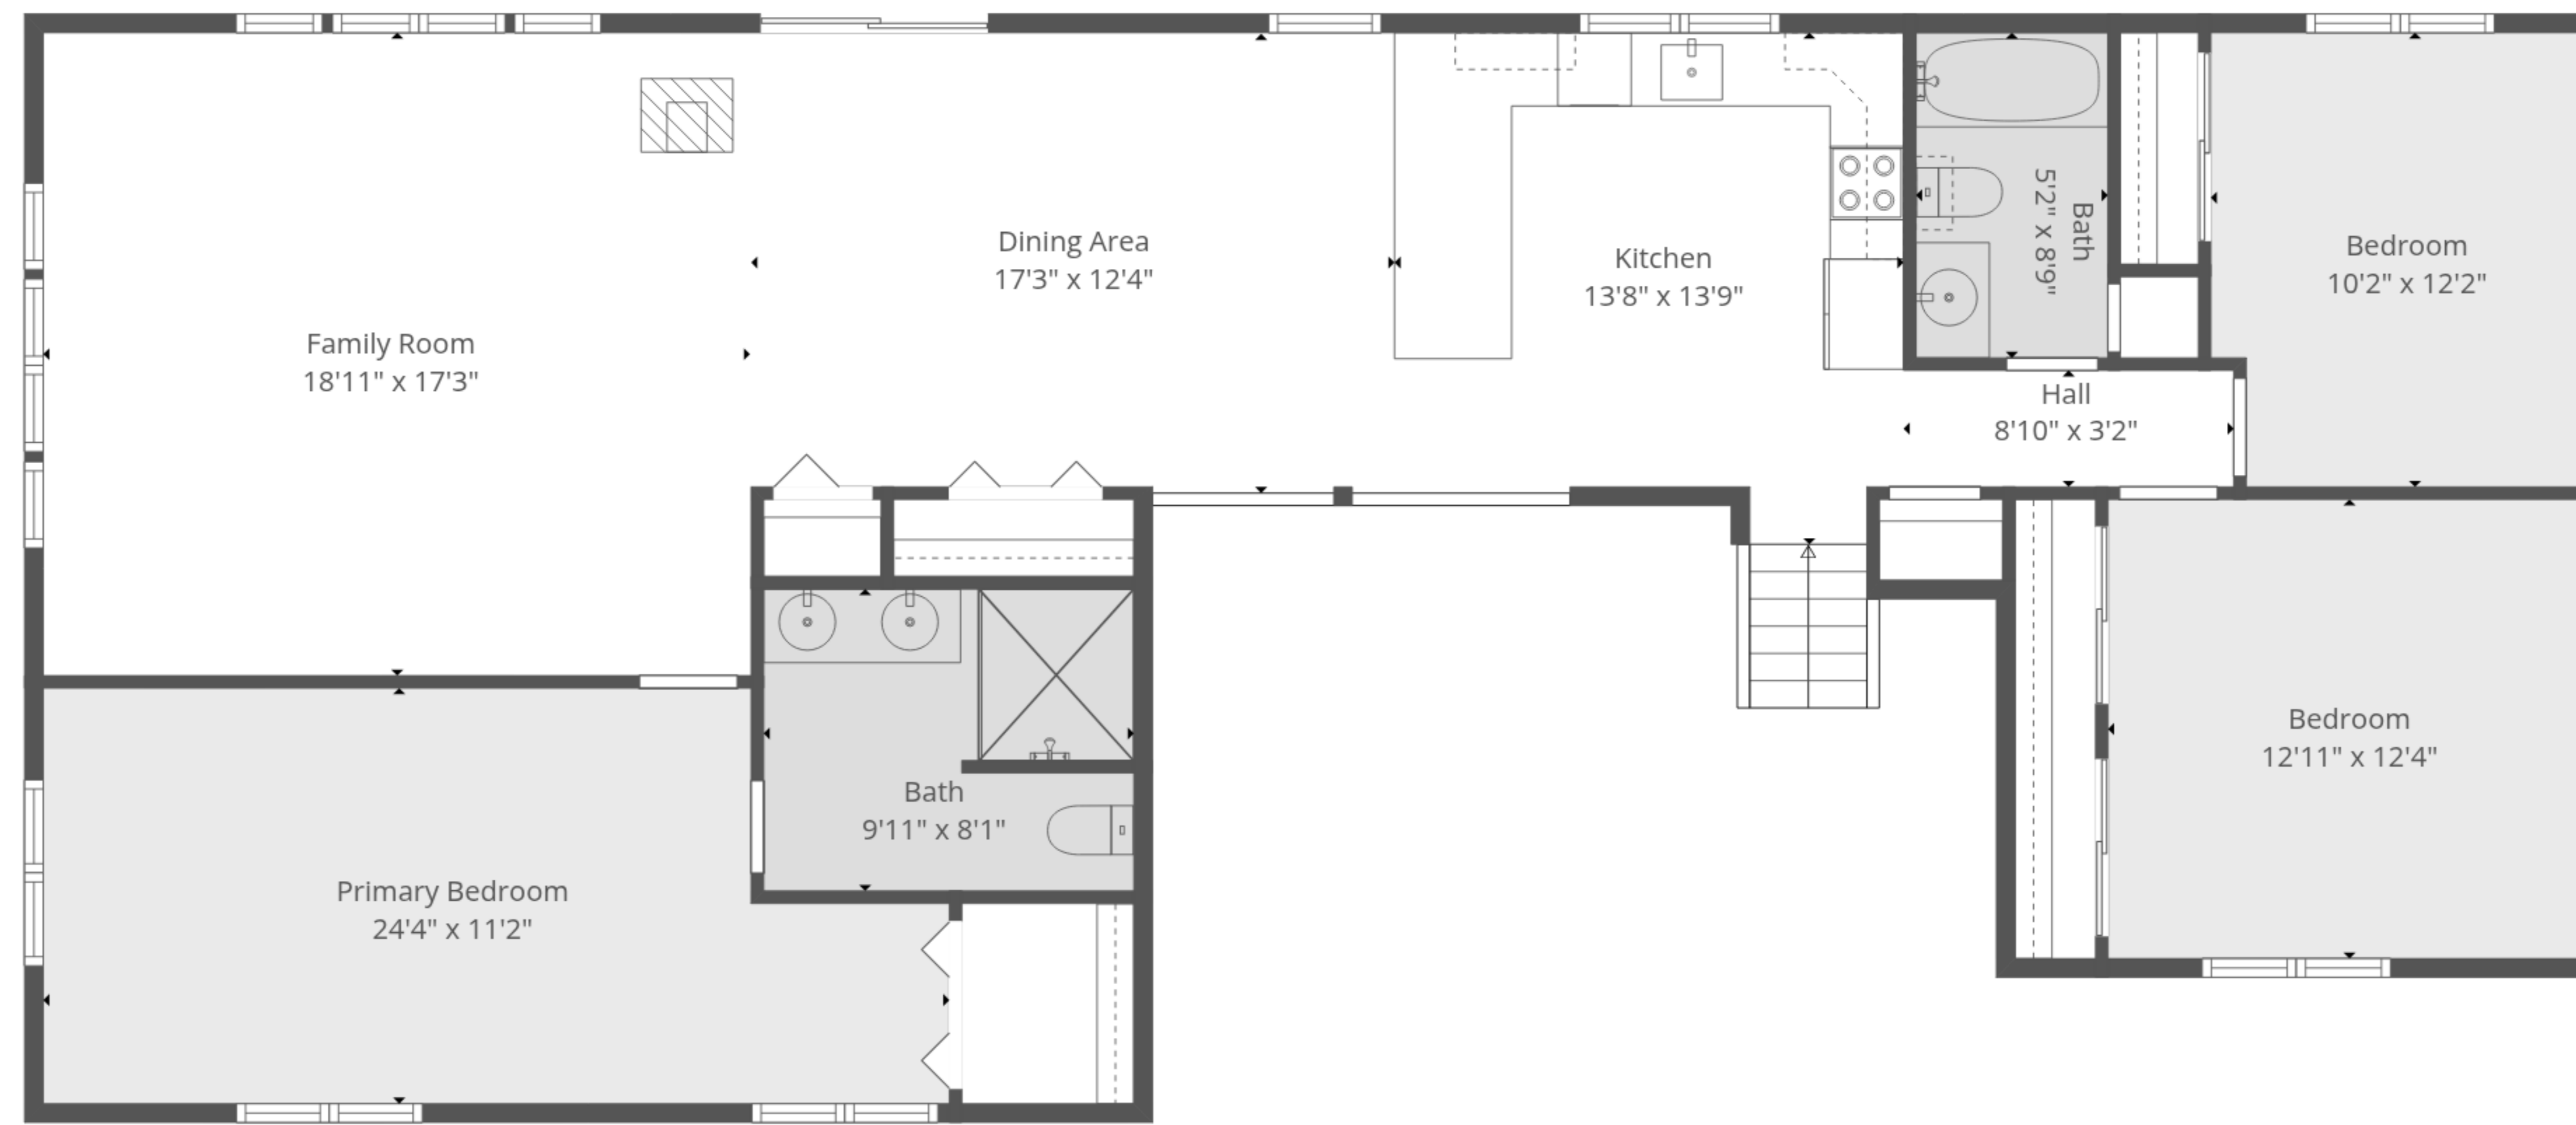 Dining Area
17'3" x 12'4"
Kitchen
13'8" x 13'9"
Bath
5'2" x 8'9"
Bedroom
10'2" x 12'2"
Family Room
18'11" x 17'3"
Hall
8'10" x 3'2"
Bedroom
12'11" x 12'4"
Bath
9'11" x 8'1"
Primary Bedroom
24'4" x 11'2"